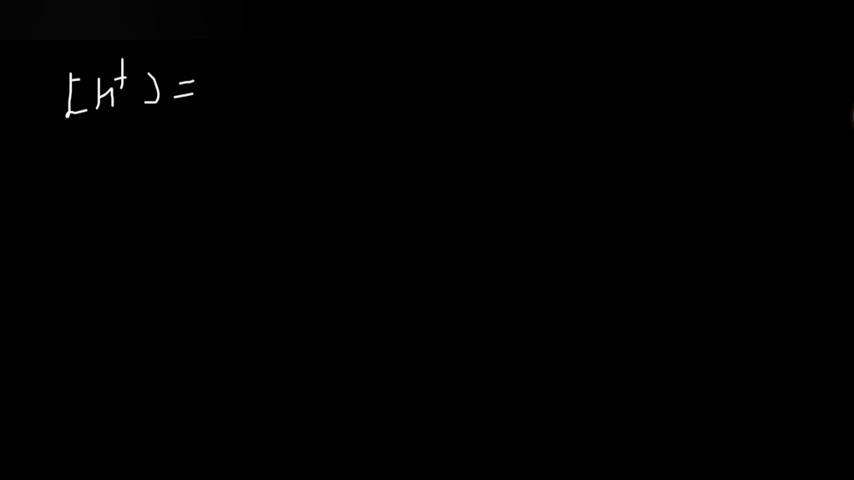 [H⁺] =